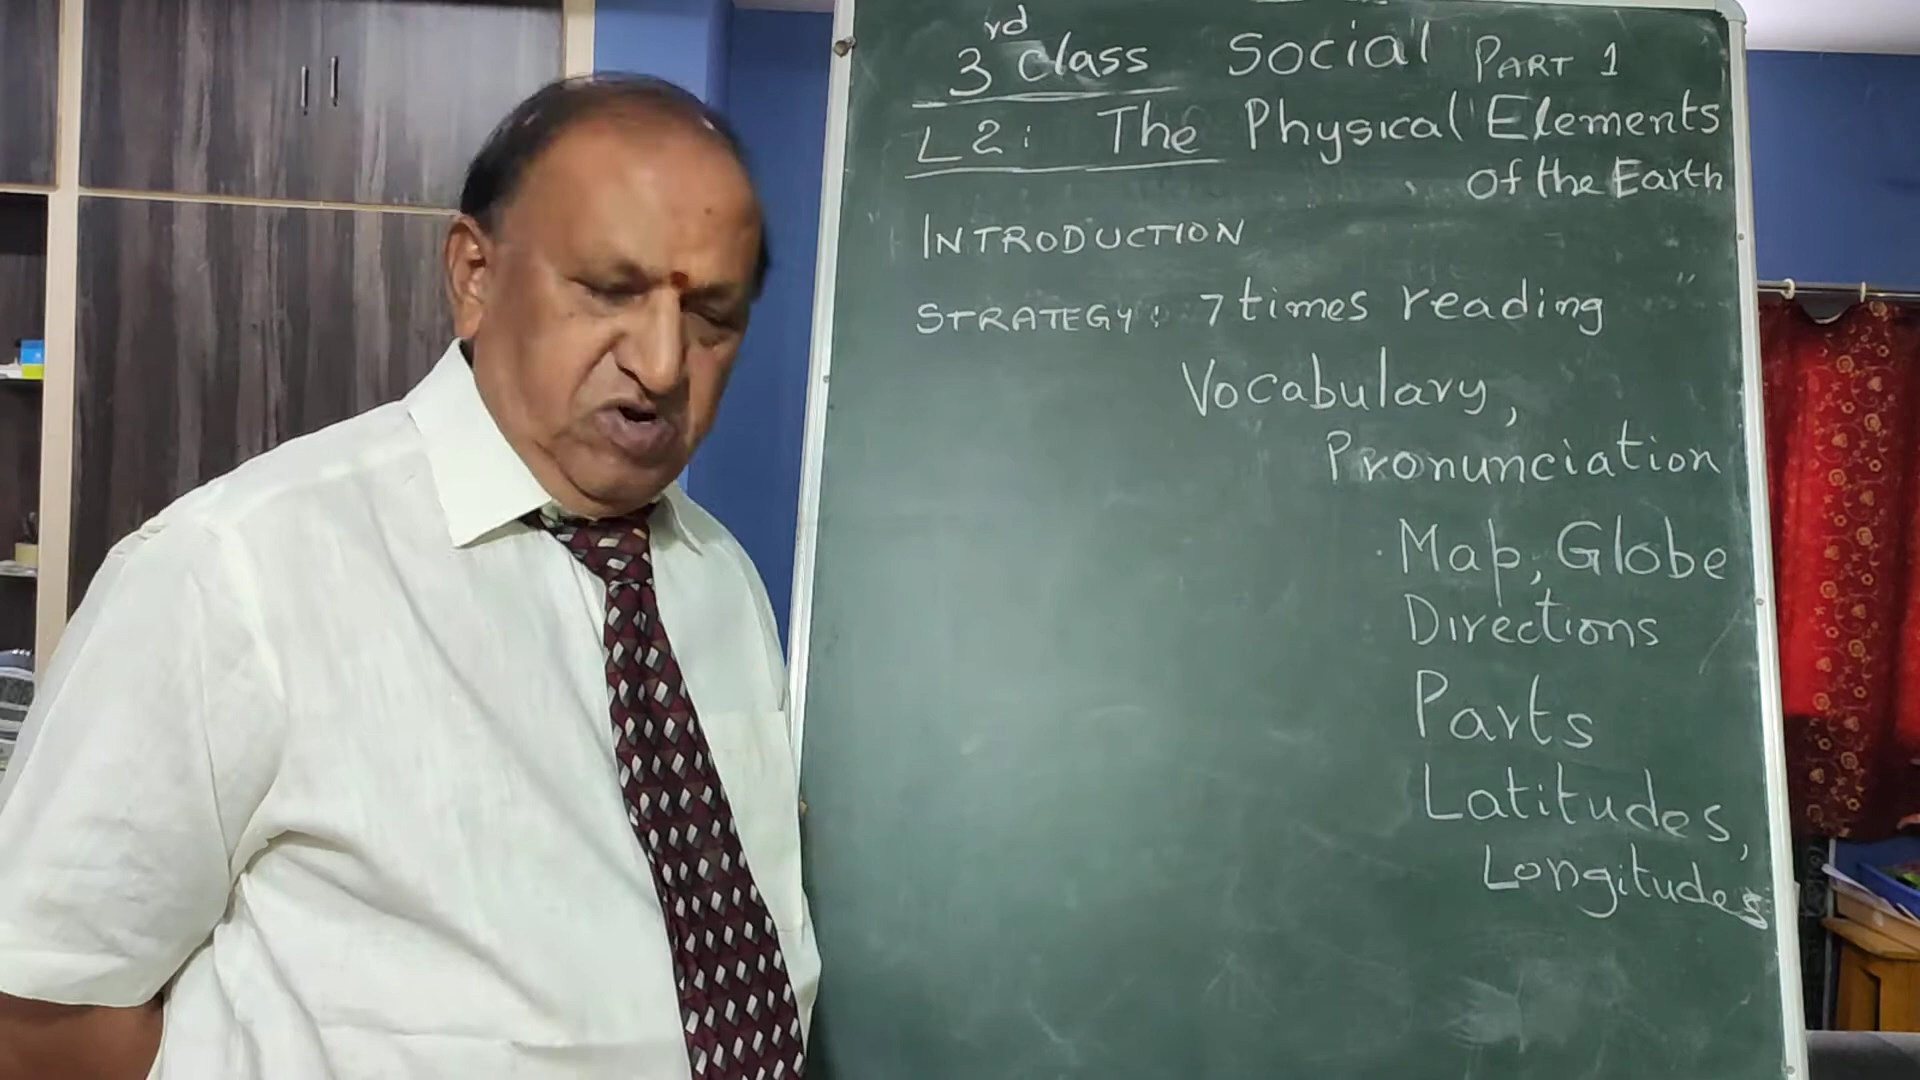 3rd class Social PART 1
L 2: The Physical Elements
of the Earth
INTRODUCTION
STRATEGY: 7 times reading
Vocabulary,
Pronunciation
Map, Globe
Directions
Parts
Latitudes,
Longitudes